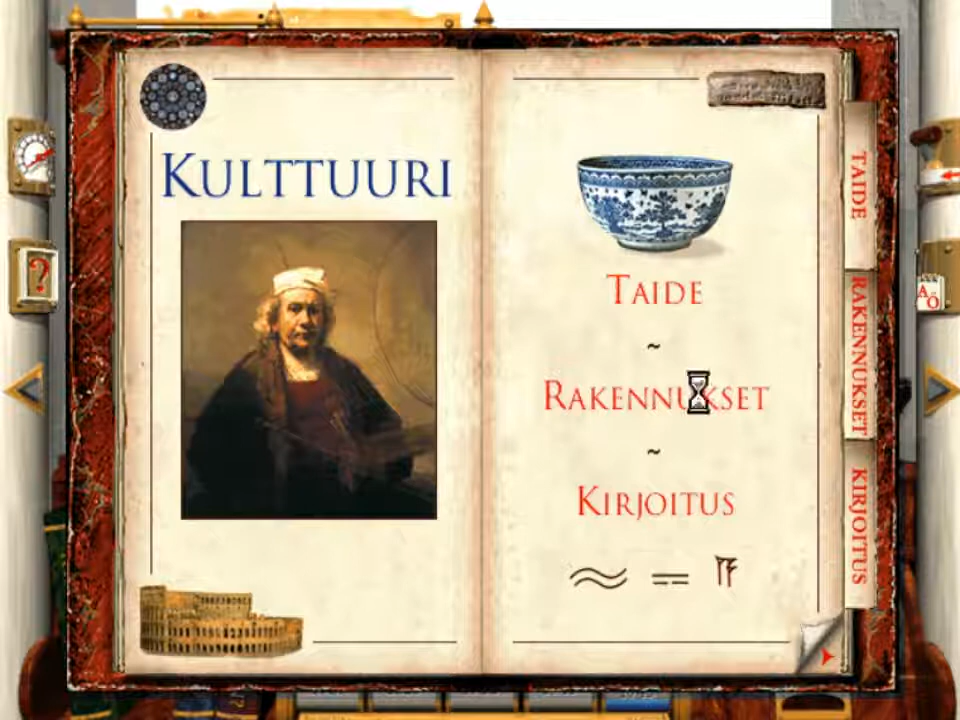 KULTTUURI
TAIDE
~
RAKENNUKSET
~
KIRJOITUS
TAIDE
RAKENNUKSET
KIRJOITUS
?
A Ö